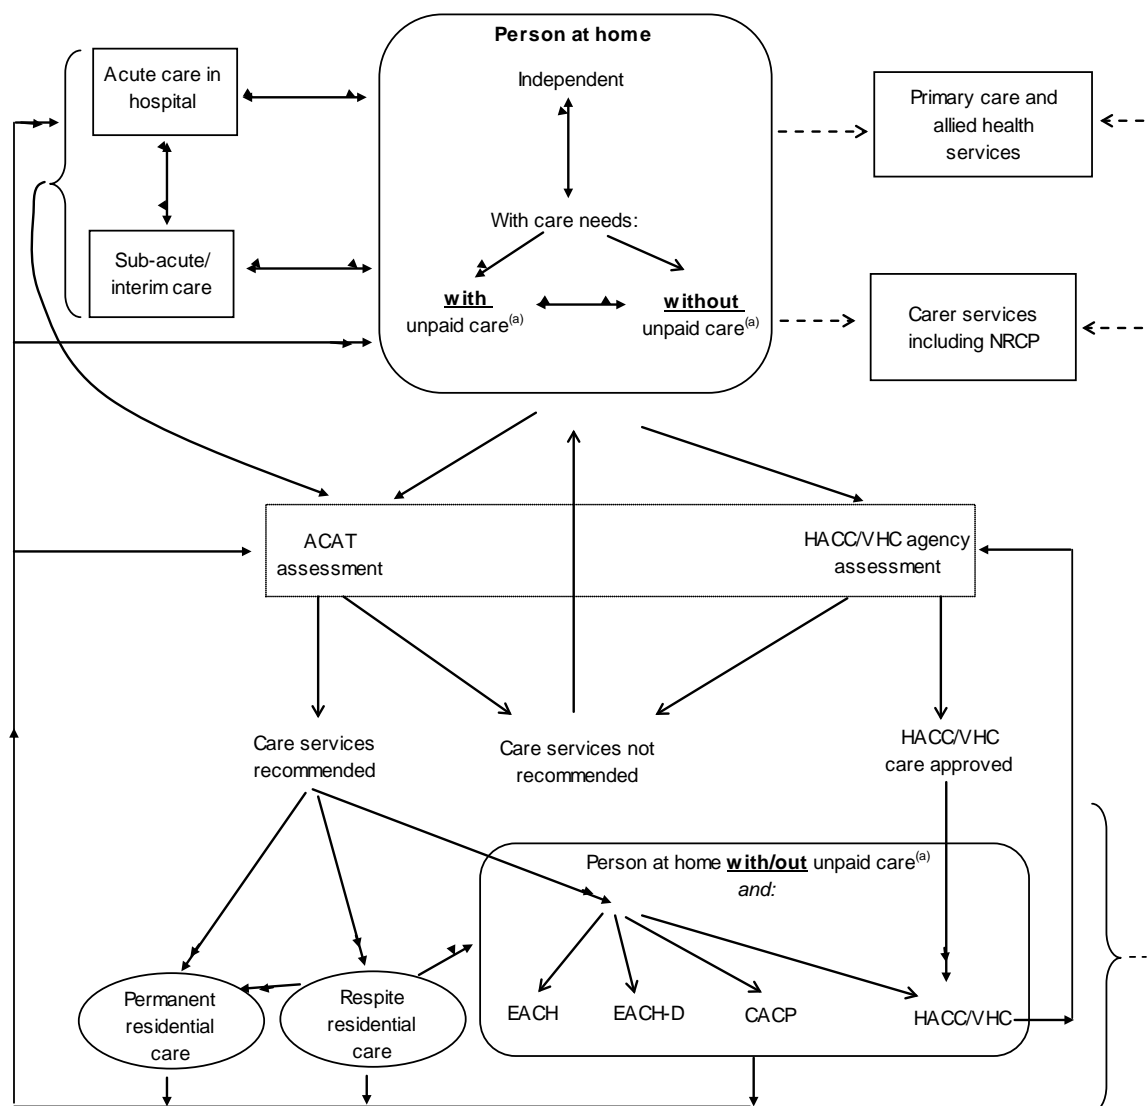 Person at home
Independent
With care needs:
with
unpaid care(a)
without
unpaid care(a)
Acute care in
hospital
Sub-acute/
interim care
Primary care and
allied health
services
Carer services
including NRCP
ACAT
assessment
HACC/VHC agency
assessment
Care services
recommended
Care services not
recommended
HACC/VHC
care approved
Person at home with/out unpaid care(a)
and:
EACH
EACH-D
CACP
HACC/VHC
Permanent
residential
care
Respite
residential
care